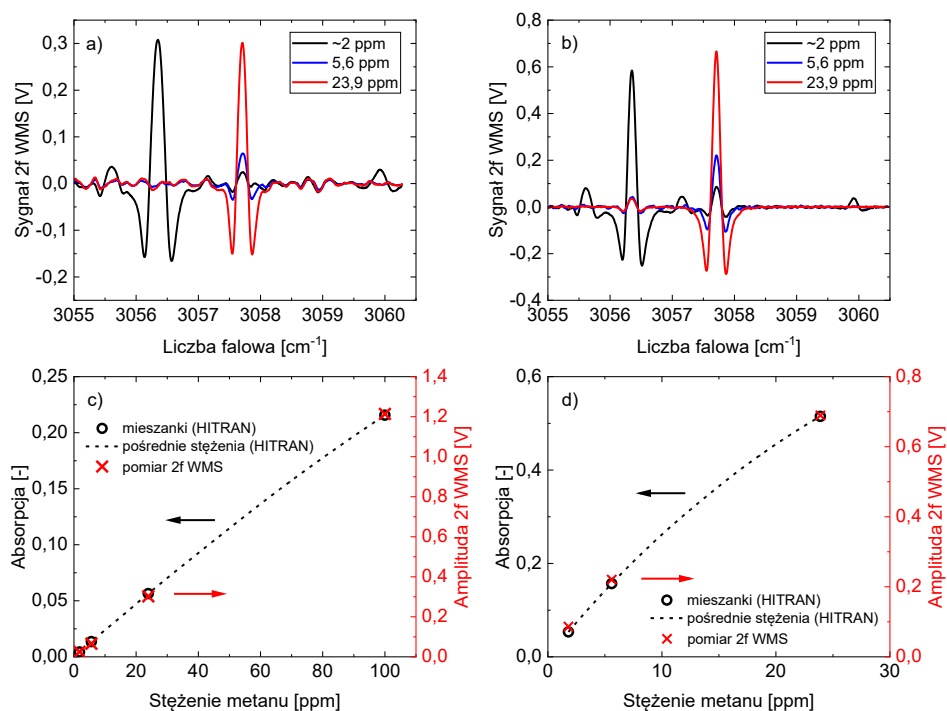 a)
~2 ppm
5,6 ppm
23,9 ppm
0,3
0,2
0,1
0,0
-0,1
-0,2
Sygnał 2f WMS [V]
3055 3056 3057 3058 3059 3060
Liczba falowa [cm-1]
b)
~2 ppm
5,6 ppm
23,9 ppm
0,8
0,6
0,4
0,2
0,0
-0,2
-0,4
Sygnał 2f WMS [V]
3055 3056 3057 3058 3059 3060
Liczba falowa [cm-1]
c)
mieszanki (HITRAN)
pośrednie stężenia (HITRAN)
pomiar 2f WMS
0,25
0,20
0,15
0,10
0,05
0,00
Absorpcja [-]
1,4
1,2
1,0
0,8
0,6
0,4
0,2
0,0
Amplituda 2f WMS [V]
0 20 40 60 80 100
Stężenie metanu [ppm]
d)
mieszanki (HITRAN)
pośrednie stężenia (HITRAN)
pomiar 2f WMS
0,6
0,4
0,2
0,0
Absorpcja [-]
0,8
0,6
0,4
0,2
0,0
Amplituda 2f WMS [V]
0 10 20 30
Stężenie metanu [ppm]